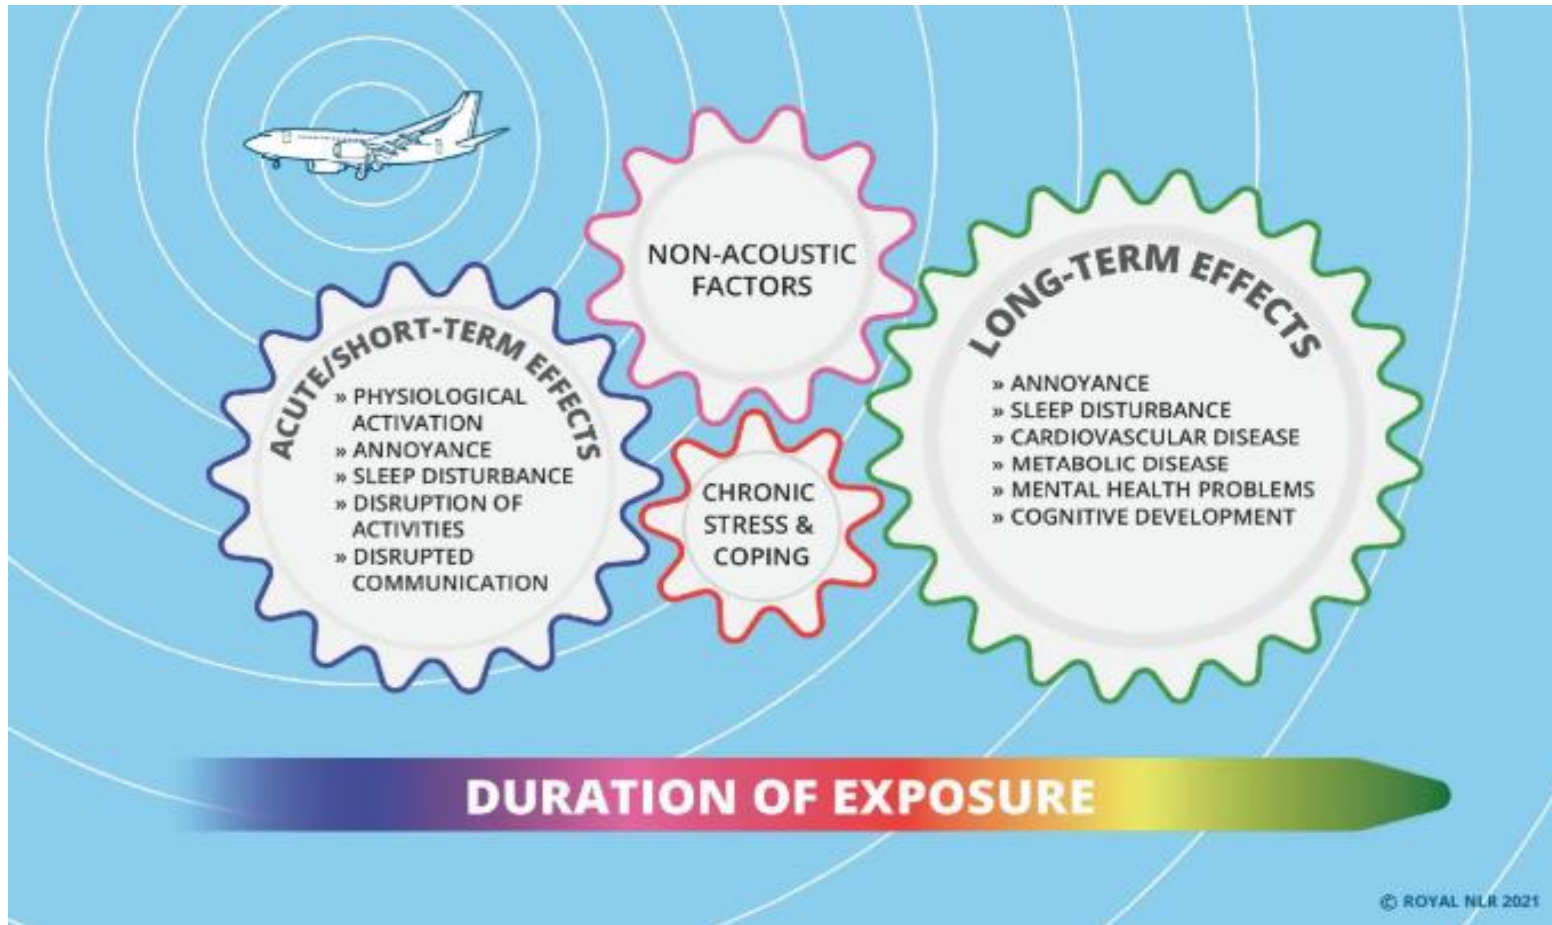 NON-ACOUSTIC
FACTORS
ACUTE/SHORT-TERM EFFECTS
» PHYSIOLOGICAL
ACTIVATION
» ANNOYANCE
» SLEEP DISTURBANCE
» DISRUPTION OF
ACTIVITIES
» DISRUPTED
COMMUNICATION
CHRONIC
STRESS &
COPING
LONG-TERM EFFECTS
» ANNOYANCE
» SLEEP DISTURBANCE
» CARDIOVASCULAR DISEASE
» METABOLIC DISEASE
» MENTAL HEALTH PROBLEMS
» COGNITIVE DEVELOPMENT
DURATION OF EXPOSURE
© ROYAL NLR 2021